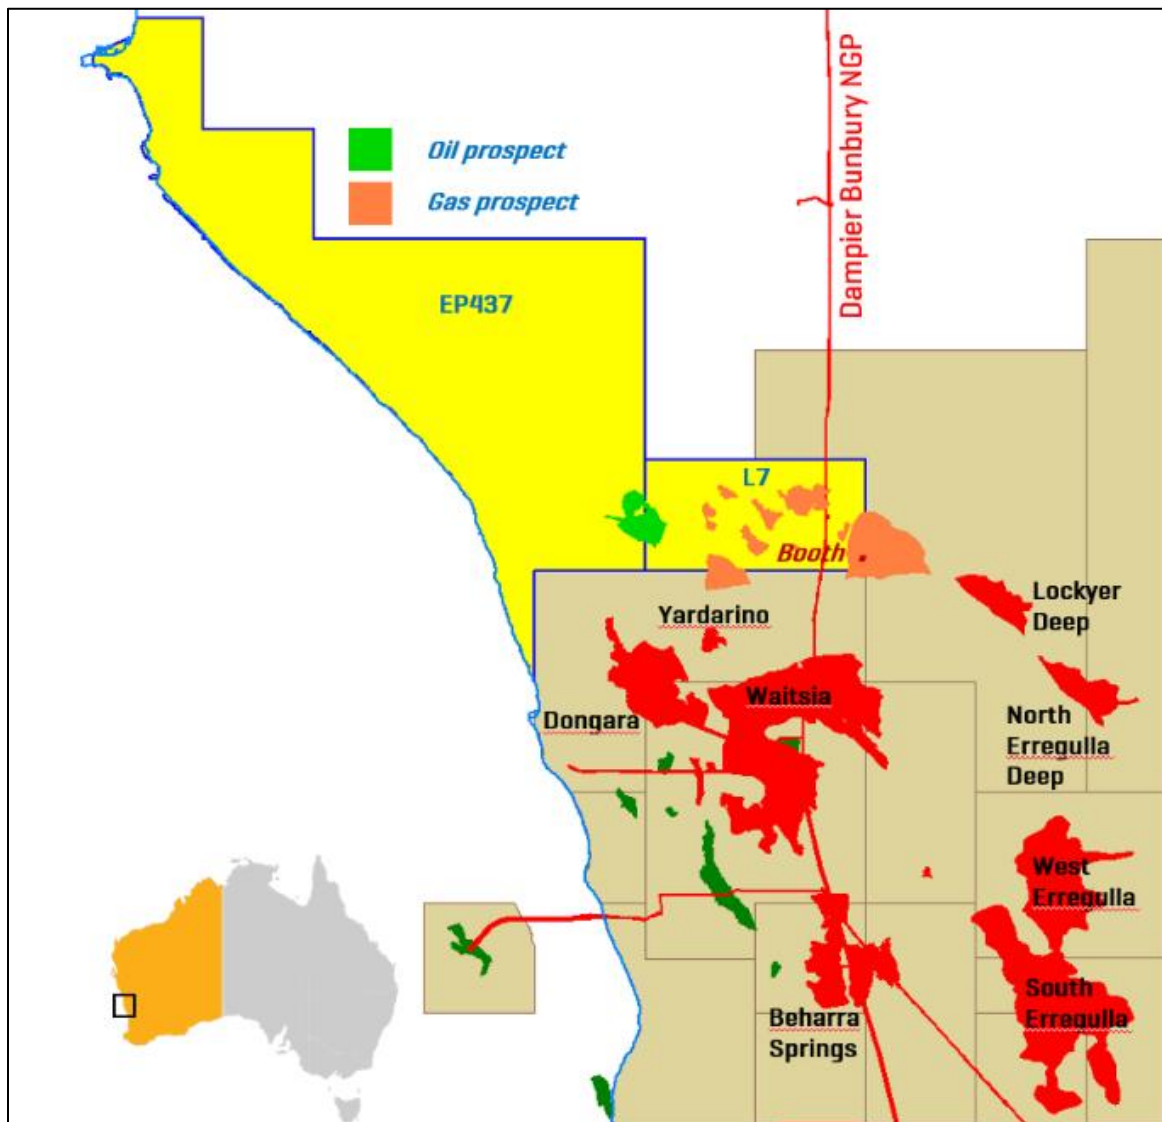 Dampier Bunbury NGP
Oil prospect
Gas prospect
EP437
L7
Booth
Lockyer
Deep
Yardarino
Waitsia
Dongara
North
Erregulla
Deep
West
Erregulla
South
Erregulla
Beharra
Springs